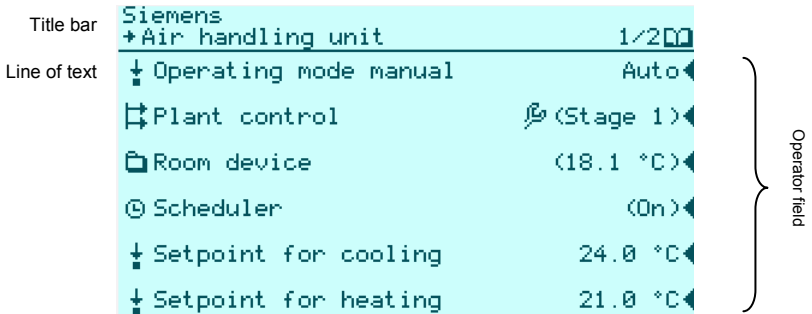 Siemens
Title bar
Air handling unit 1/2
Line of text
Operating mode manual Auto
Plant control (Stage 1)
Room device (18.1 °C)
Scheduler (On)
Setpoint for cooling 24.0 °C
Setpoint for heating 21.0 °C
Operator field